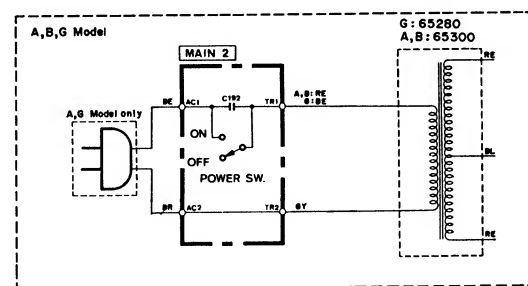 A,B,G Model
G:65280
A,B:65300
MAIN 2
RE
BE
AC1
C192
TR1
A,B:RE
G:BE
A,G Model only
ON
OFF
POWER SW.
BL
BR
AC2
TR2
GY
RE